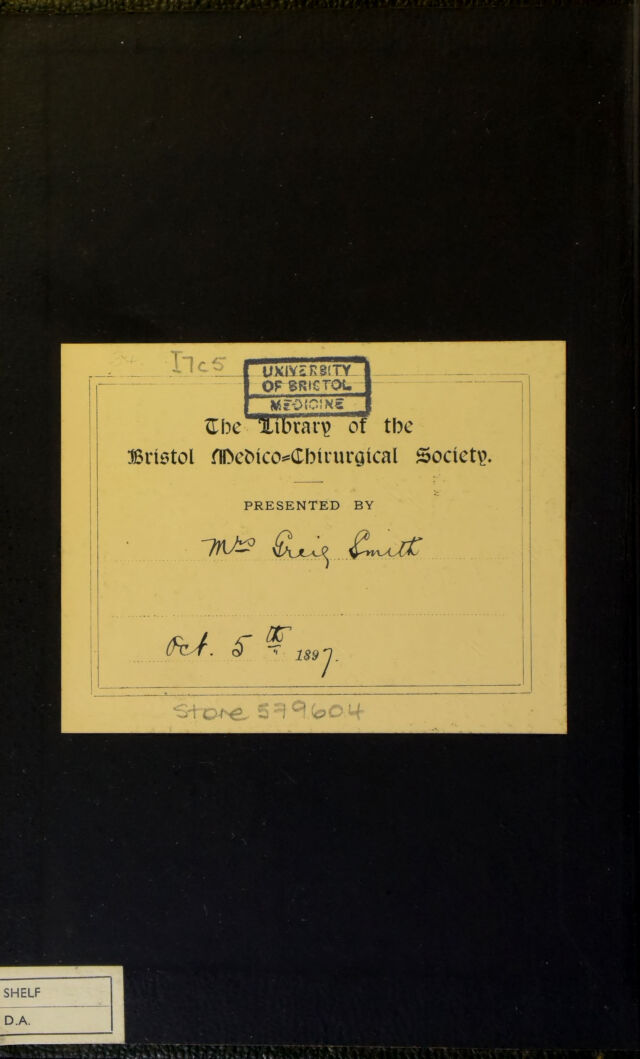 I7c5
UNIVERSITY
OF BRISTOL
MEDICINE
The Library of the
Bristol Medico=Chirurgical Society.
PRESENTED BY
Mrs Greig Smith
Oct. 5th 1897.
Store 579604
SHELF
D.A.